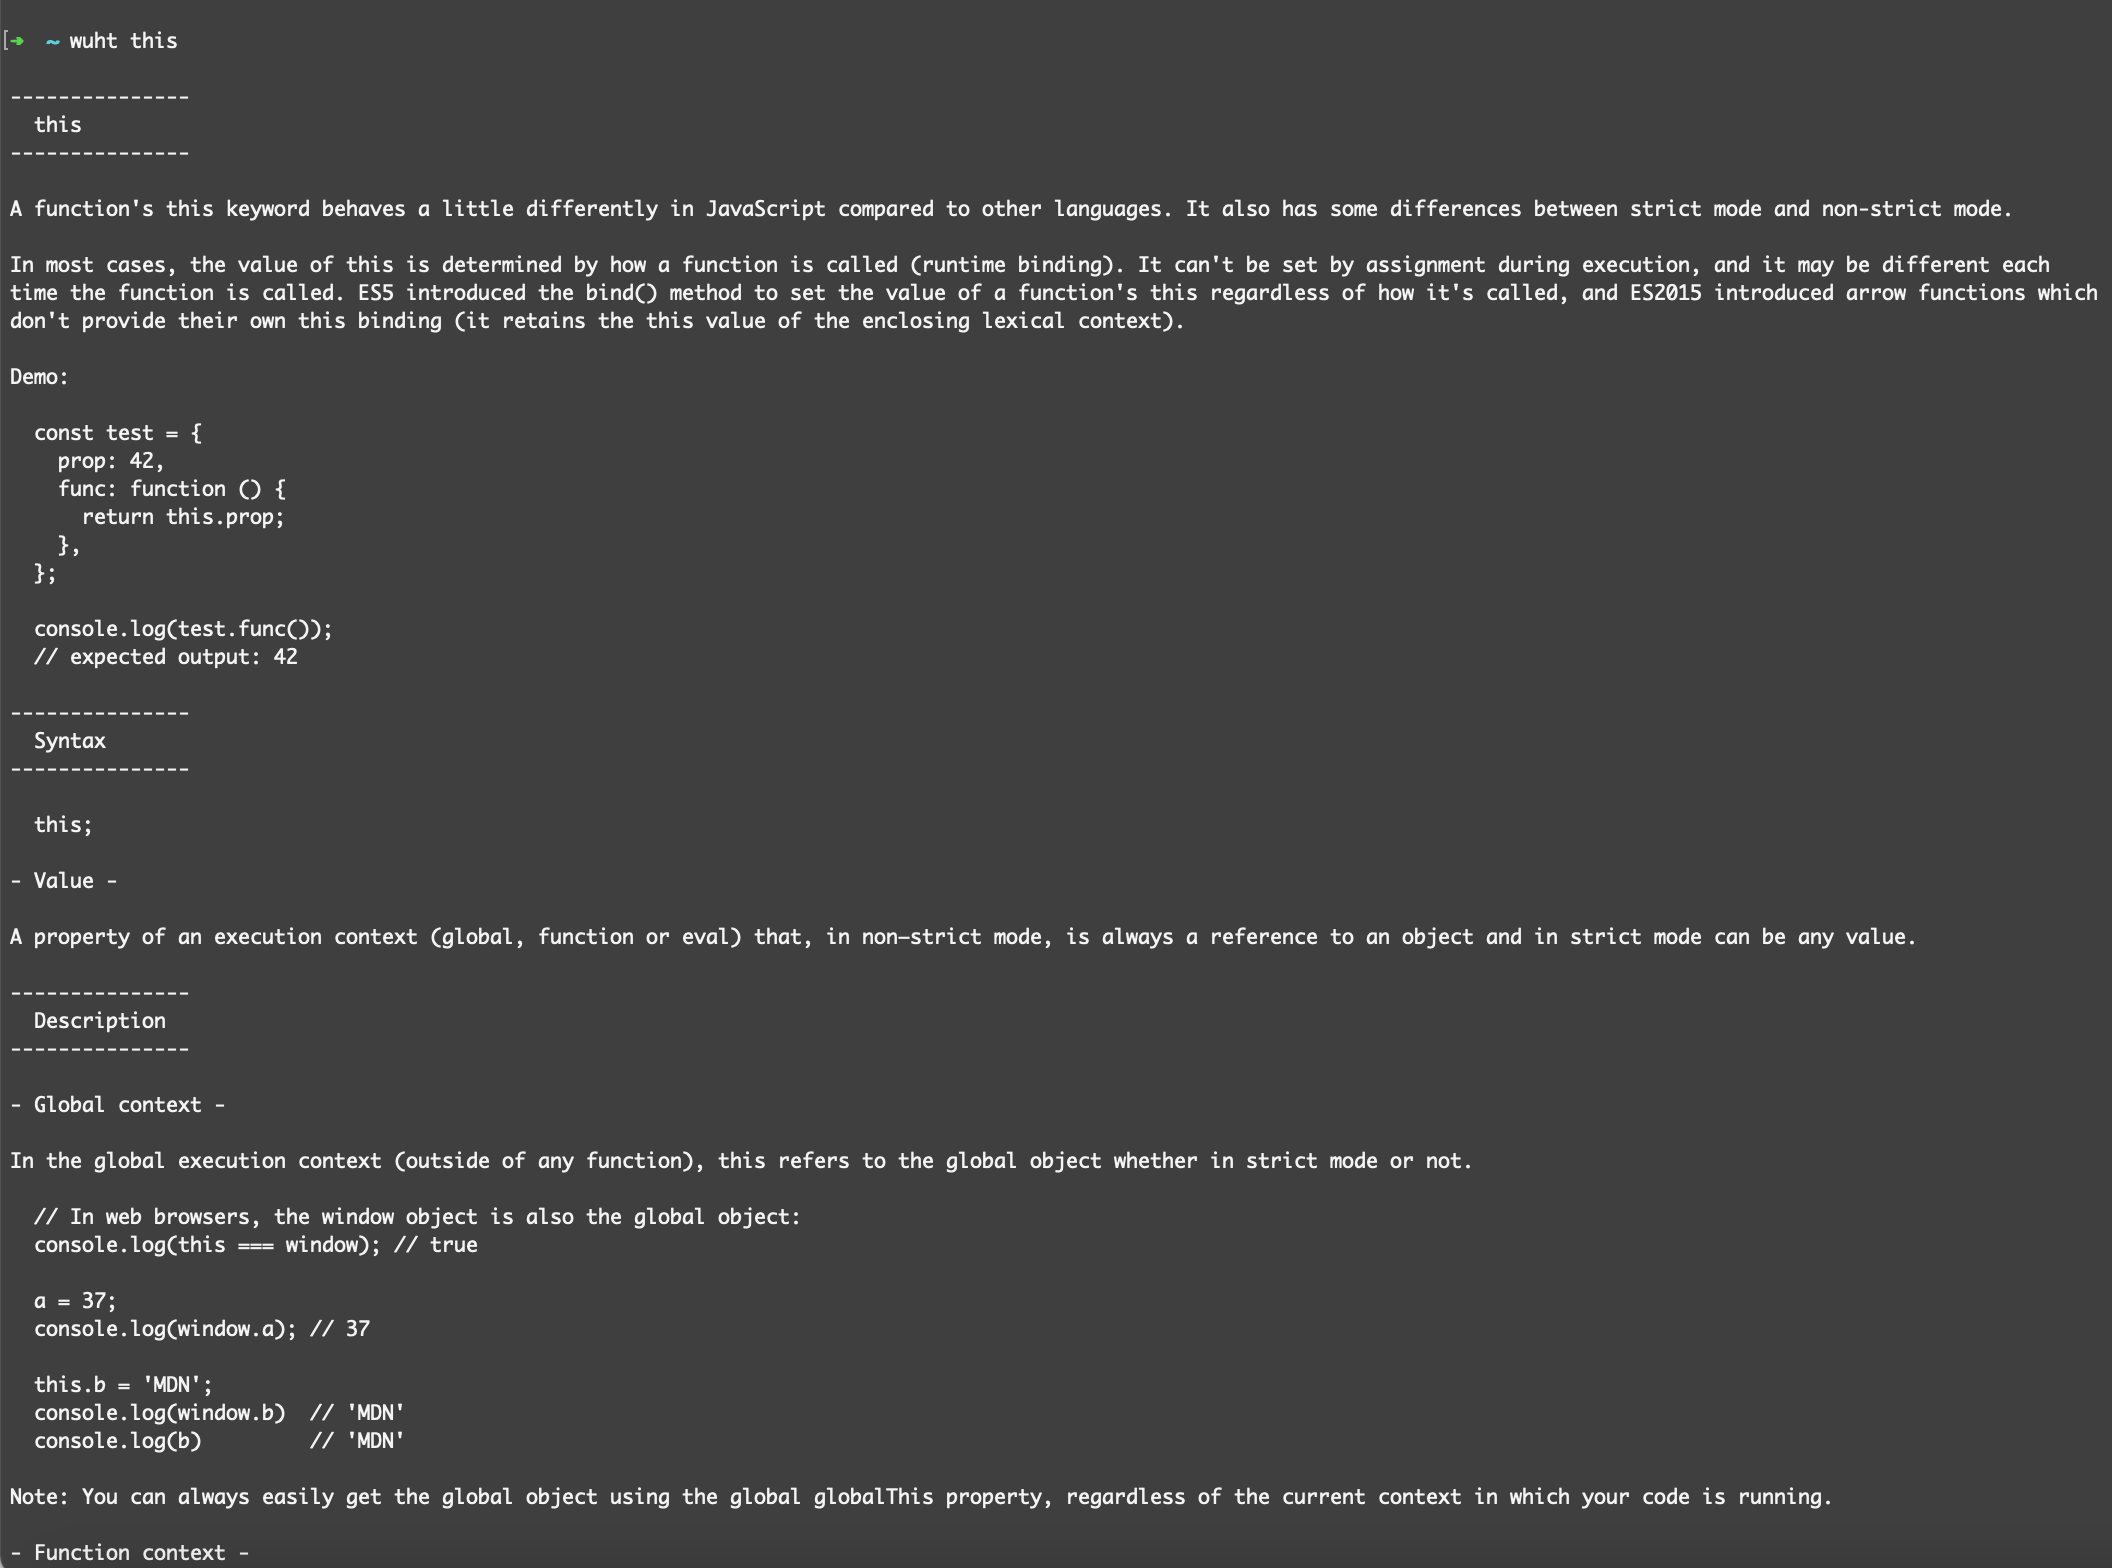 [➜  ~ wuht this

---------------
  this
---------------

A function's this keyword behaves a little differently in JavaScript compared to other languages. It also has some differences between strict mode and non-strict mode.

In most cases, the value of this is determined by how a function is called (runtime binding). It can't be set by assignment during execution, and it may be different each
time the function is called. ES5 introduced the bind() method to set the value of a function's this regardless of how it's called, and ES2015 introduced arrow functions which
don't provide their own this binding (it retains the this value of the enclosing lexical context).

Demo:

  const test = {
    prop: 42,
    func: function () {
      return this.prop;
    },
  };

  console.log(test.func());
  // expected output: 42

---------------
  Syntax
---------------

  this;

- Value -

A property of an execution context (global, function or eval) that, in non–strict mode, is always a reference to an object and in strict mode can be any value.

---------------
  Description
---------------

- Global context -

In the global execution context (outside of any function), this refers to the global object whether in strict mode or not.

  // In web browsers, the window object is also the global object:
  console.log(this === window); // true

  a = 37;
  console.log(window.a); // 37

  this.b = 'MDN';
  console.log(window.b)  // 'MDN'
  console.log(b)         // 'MDN'

Note: You can always easily get the global object using the global globalThis property, regardless of the current context in which your code is running.

- Function context -